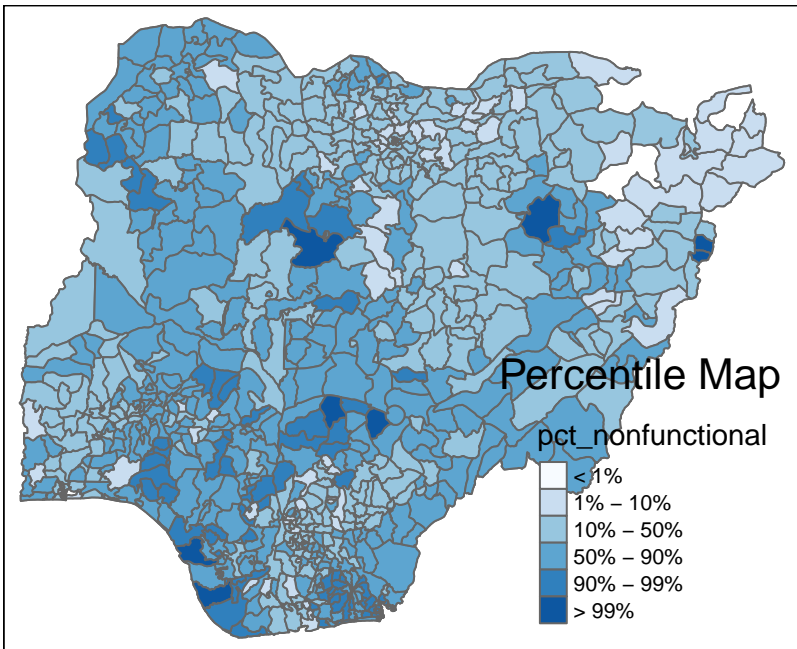 Percentile Map
pct_nonfunctional
< 1%
1% – 10%
10% – 50%
50% – 90%
90% – 99%
> 99%